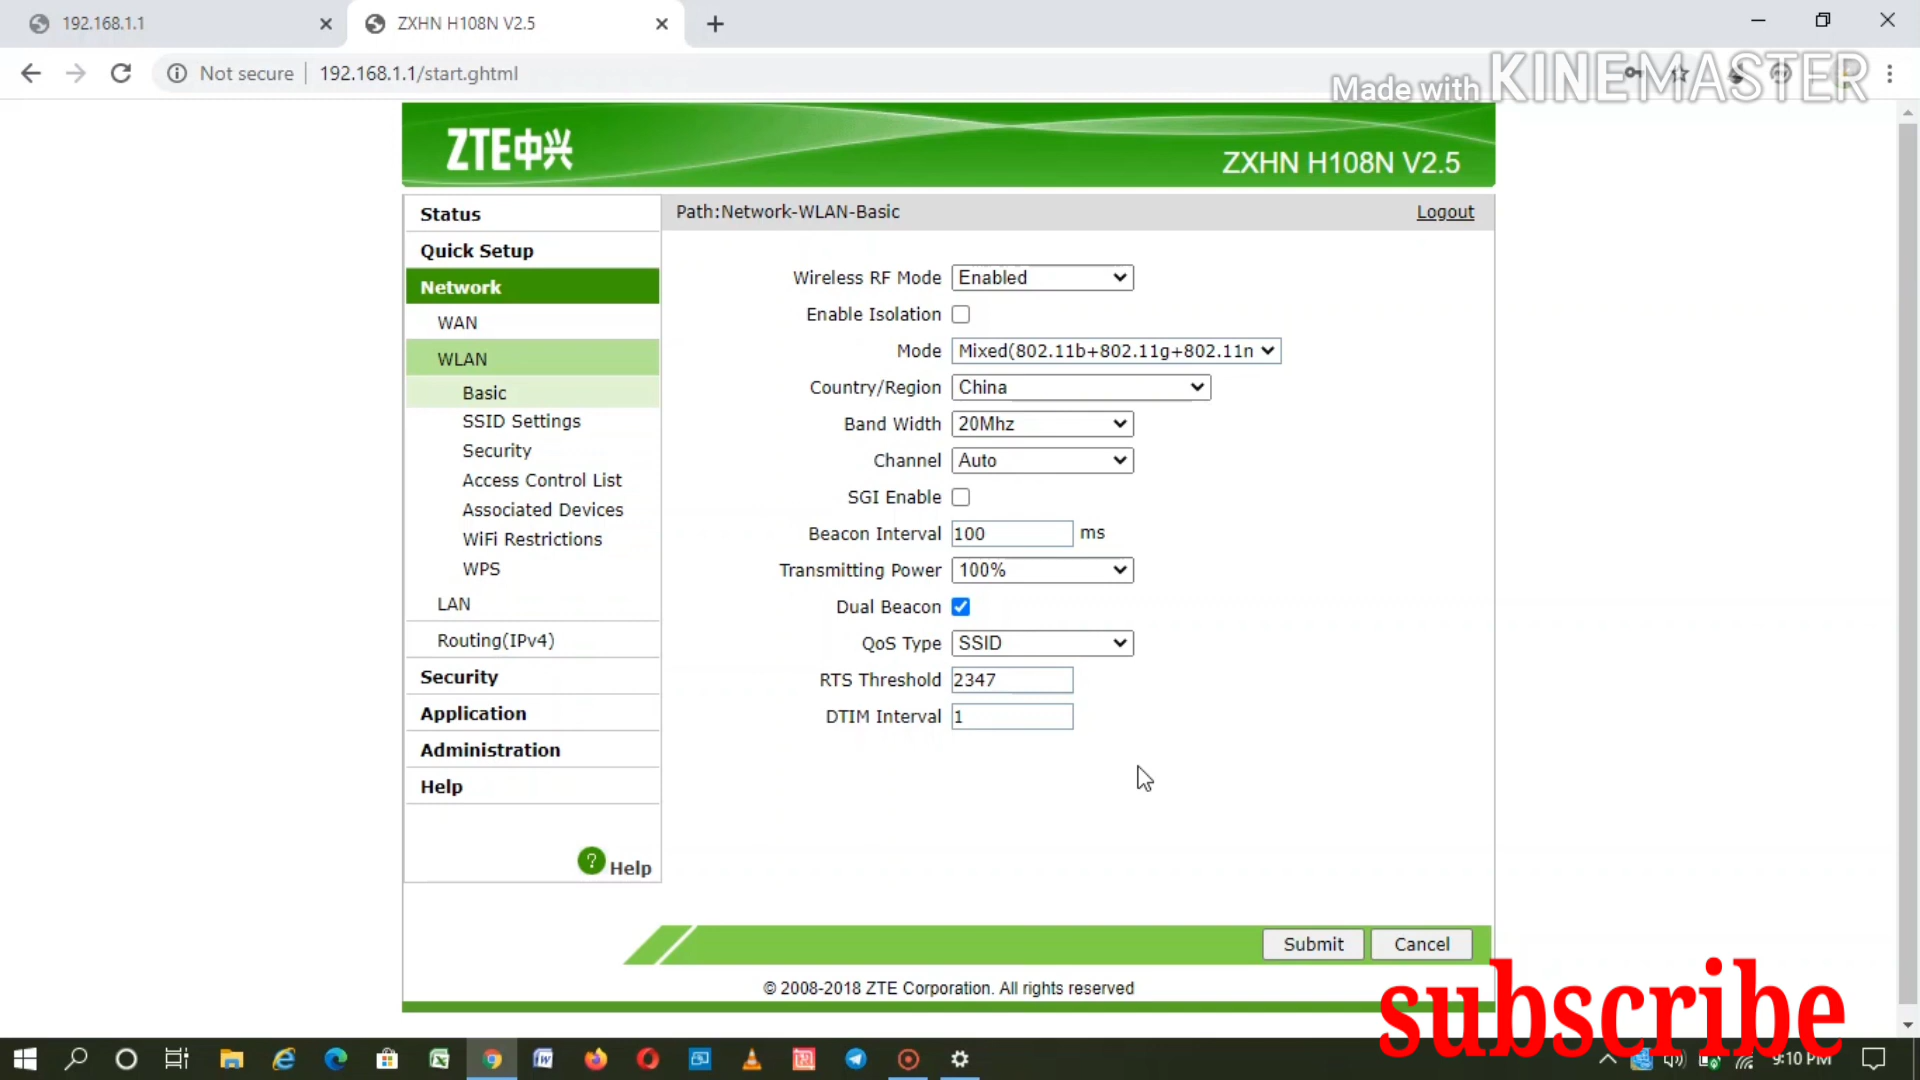 192.168.1.1
ZXHN H108N V2.5
Not secure
192.168.1.1/start.ghtml
Made with KINEMASTER
ZTE中兴
ZXHN H108N V2.5
Status
Quick Setup
Network
WAN
WLAN
Basic
SSID Settings
Security
Access Control List
Associated Devices
WiFi Restrictions
WPS
LAN
Routing(IPv4)
Security
Application
Administration
Help
? Help
Path:Network-WLAN-Basic
Logout
Wireless RF Mode Enabled
Enable Isolation
Mode Mixed(802.11b+802.11g+802.11n
Country/Region China
Band Width 20Mhz
Channel Auto
SGI Enable
Beacon Interval 100 ms
Transmitting Power 100%
Dual Beacon
QoS Type SSID
RTS Threshold 2347
DTIM Interval 1
Submit Cancel
© 2008-2018 ZTE Corporation. All rights reserved
subscribe
9:10 PM